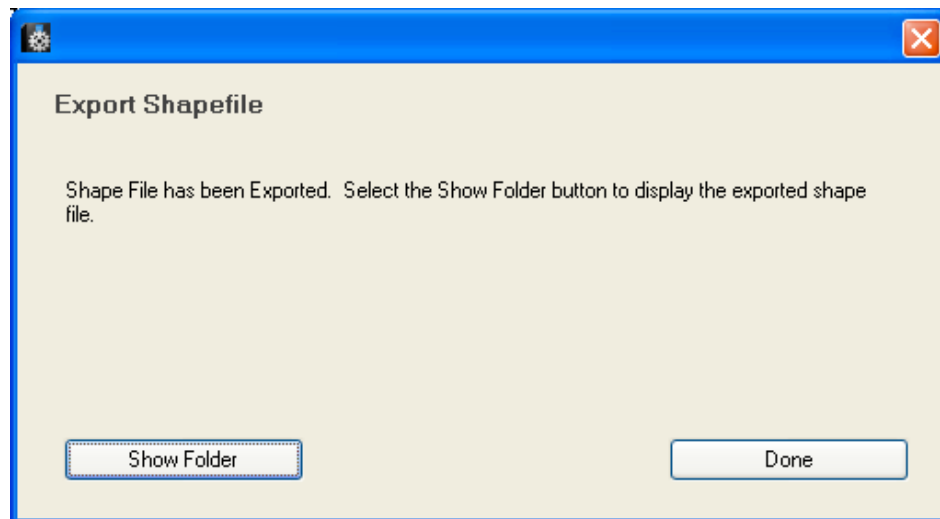 Export Shapefile
Shape File has been Exported.  Select the Show Folder button to display the exported shape
file.
Show Folder
Done